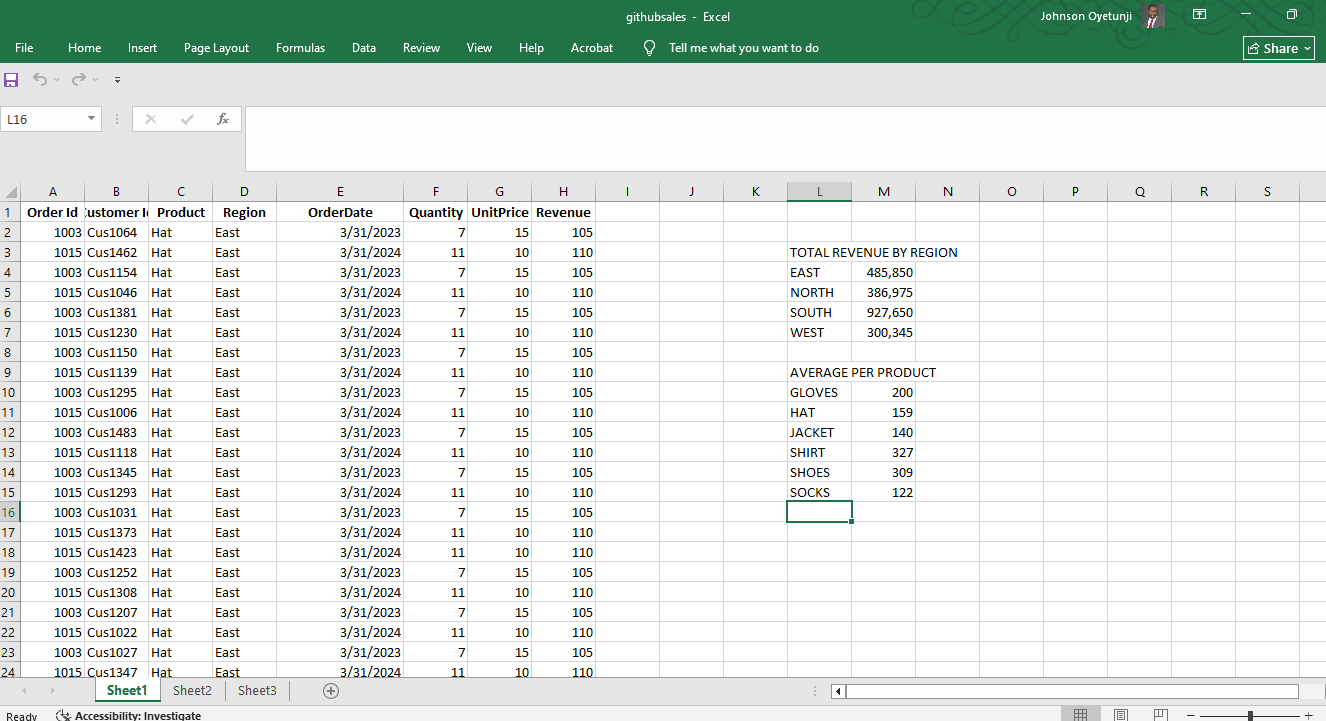 githubsales - Excel
Johnson Oyetunji
File Home Insert Page Layout Formulas Data Review View Help Acrobat Tell me what you want to do
Share
L16
fx
A B C D E F G H I J K L M N O P Q R S
1 Order Id Customer Id Product Region OrderDate Quantity UnitPrice Revenue
2 1003 Cus1064 Hat East 3/31/2023 7 15 105
3 1015 Cus1462 Hat East 3/31/2024 11 10 110 TOTAL REVENUE BY REGION
4 1003 Cus1154 Hat East 3/31/2023 7 15 105 EAST 485,850
5 1015 Cus1046 Hat East 3/31/2024 11 10 110 NORTH 386,975
6 1003 Cus1381 Hat East 3/31/2023 7 15 105 SOUTH 927,650
7 1015 Cus1230 Hat East 3/31/2024 11 10 110 WEST 300,345
8 1003 Cus1150 Hat East 3/31/2023 7 15 105
9 1015 Cus1139 Hat East 3/31/2024 11 10 110 AVERAGE PER PRODUCT
10 1003 Cus1295 Hat East 3/31/2023 7 15 105 GLOVES 200
11 1015 Cus1006 Hat East 3/31/2024 11 10 110 HAT 159
12 1003 Cus1483 Hat East 3/31/2023 7 15 105 JACKET 140
13 1015 Cus1118 Hat East 3/31/2024 11 10 110 SHIRT 327
14 1003 Cus1345 Hat East 3/31/2023 7 15 105 SHOES 309
15 1015 Cus1293 Hat East 3/31/2024 11 10 110 SOCKS 122
16 1003 Cus1031 Hat East 3/31/2023 7 15 105
17 1015 Cus1373 Hat East 3/31/2024 11 10 110
18 1015 Cus1423 Hat East 3/31/2024 11 10 110
19 1003 Cus1252 Hat East 3/31/2023 7 15 105
20 1015 Cus1308 Hat East 3/31/2024 11 10 110
21 1003 Cus1207 Hat East 3/31/2023 7 15 105
22 1015 Cus1022 Hat East 3/31/2024 11 10 110
23 1003 Cus1027 Hat East 3/31/2023 7 15 105
24 1015 Cus1347 Hat East 3/31/2024 11 10 110
Sheet1 Sheet2 Sheet3
Ready Accessibility: Investigate